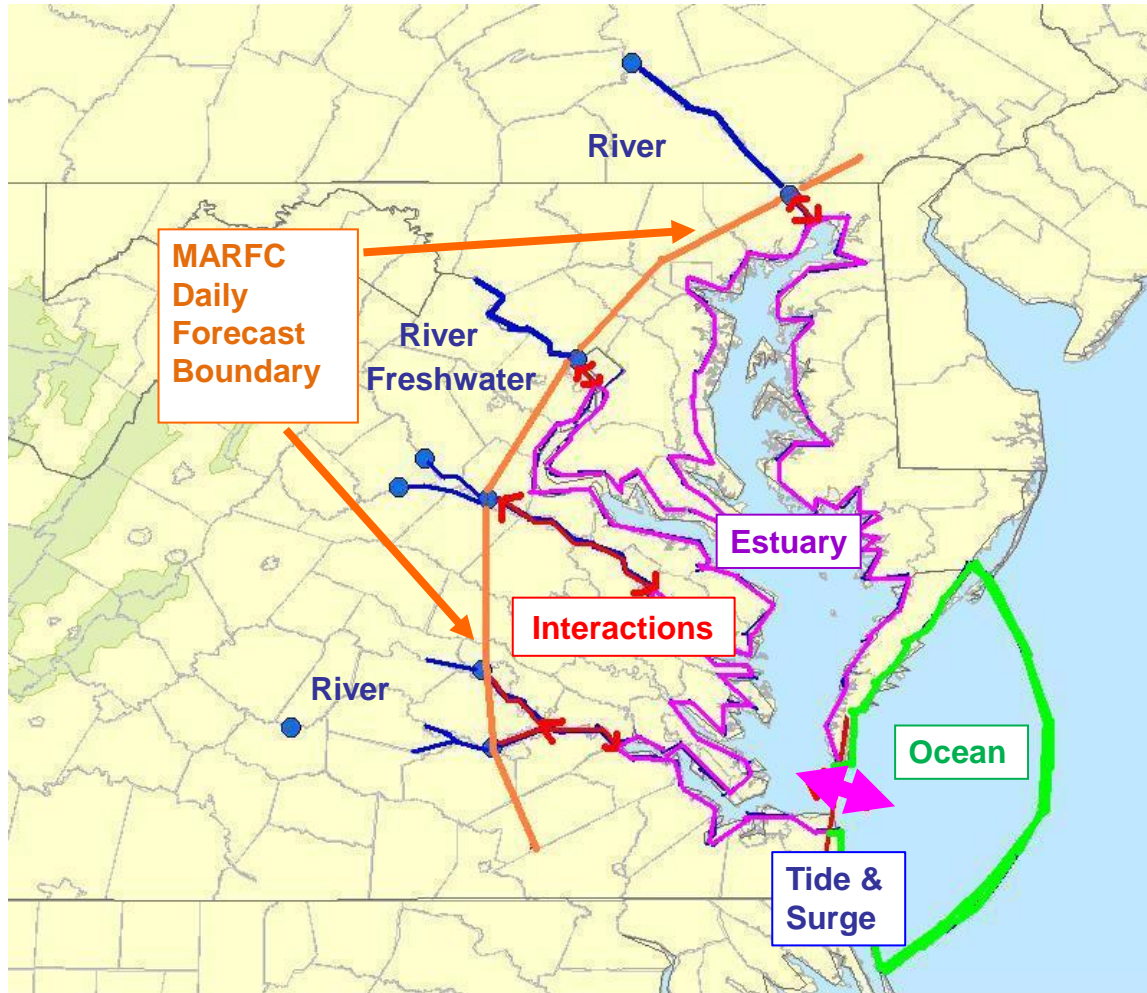 River
MARFC
Daily
Forecast
Boundary
River
Freshwater
Estuary
Interactions
River
Ocean
Tide &
Surge